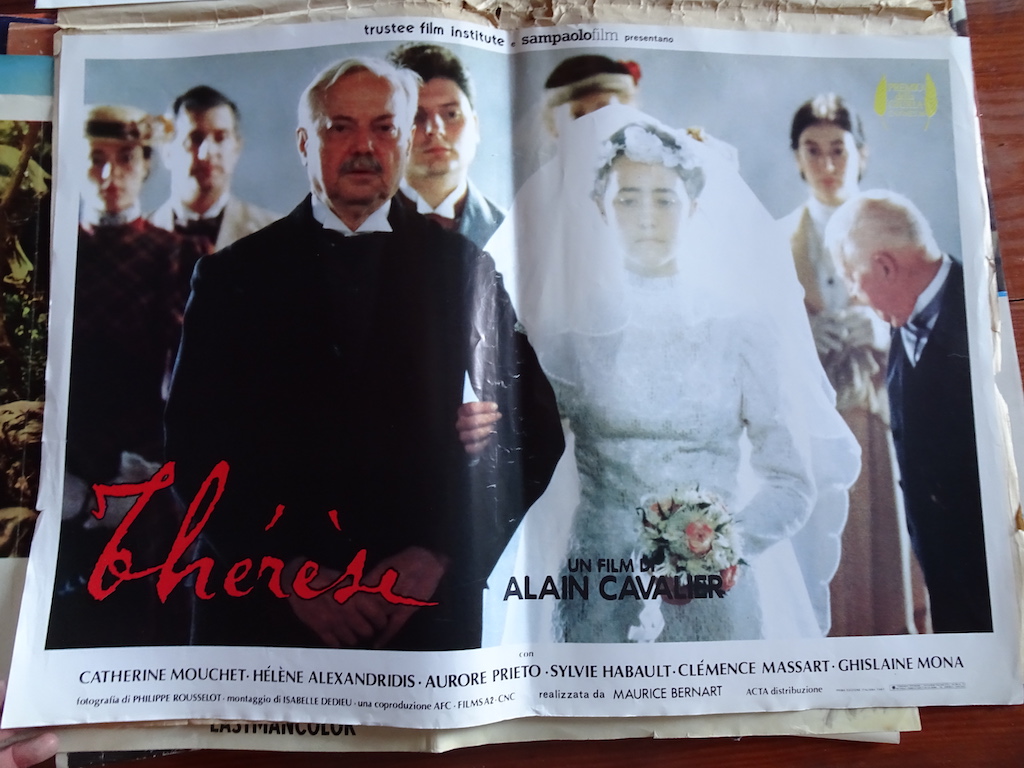 trustee film institute e sampaolofilm presentano
PREMIO
Thérèse
UN FILM DI
ALAIN CAVALIER
con
CATHERINE MOUCHET · HÉLÈNE ALEXANDRIDIS · AURORE PRIETO · SYLVIE HABAULT · CLÉMENCE MASSART · GHISLAINE MONA
fotografia di PHILIPPE ROUSSELOT · montaggio di ISABELLE DEDIEU · una coproduzione AFC · FILMS A2 · CNC realizzata da MAURICE BERNART ACTA distribuzione
EASTMANCOLOR